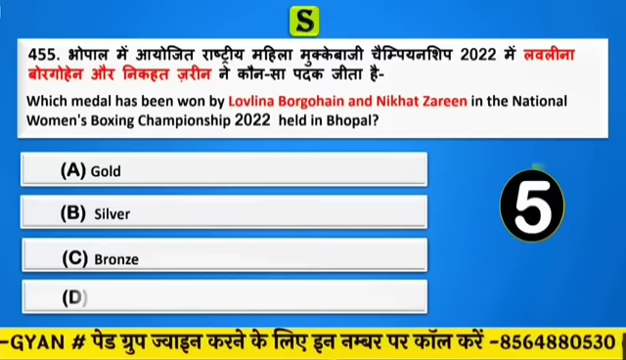 S
455. भोपाल में आयोजित राष्ट्रीय महिला मुक्केबाजी चैम्पियनशिप 2022 में लवलीना
बोरगोहेन और निकहत ज़रीन ने कौन-सा पदक जीता है-
Which medal has been won by Lovlina Borgohain and Nikhat Zareen in the National
Women's Boxing Championship 2022 held in Bhopal?
(A) Gold
(B) Silver
5
(C) Bronze
(D)
-GYAN # पेड ग्रुप ज्वाइन करने के लिए इन नम्बर पर कॉल करें -8564880530